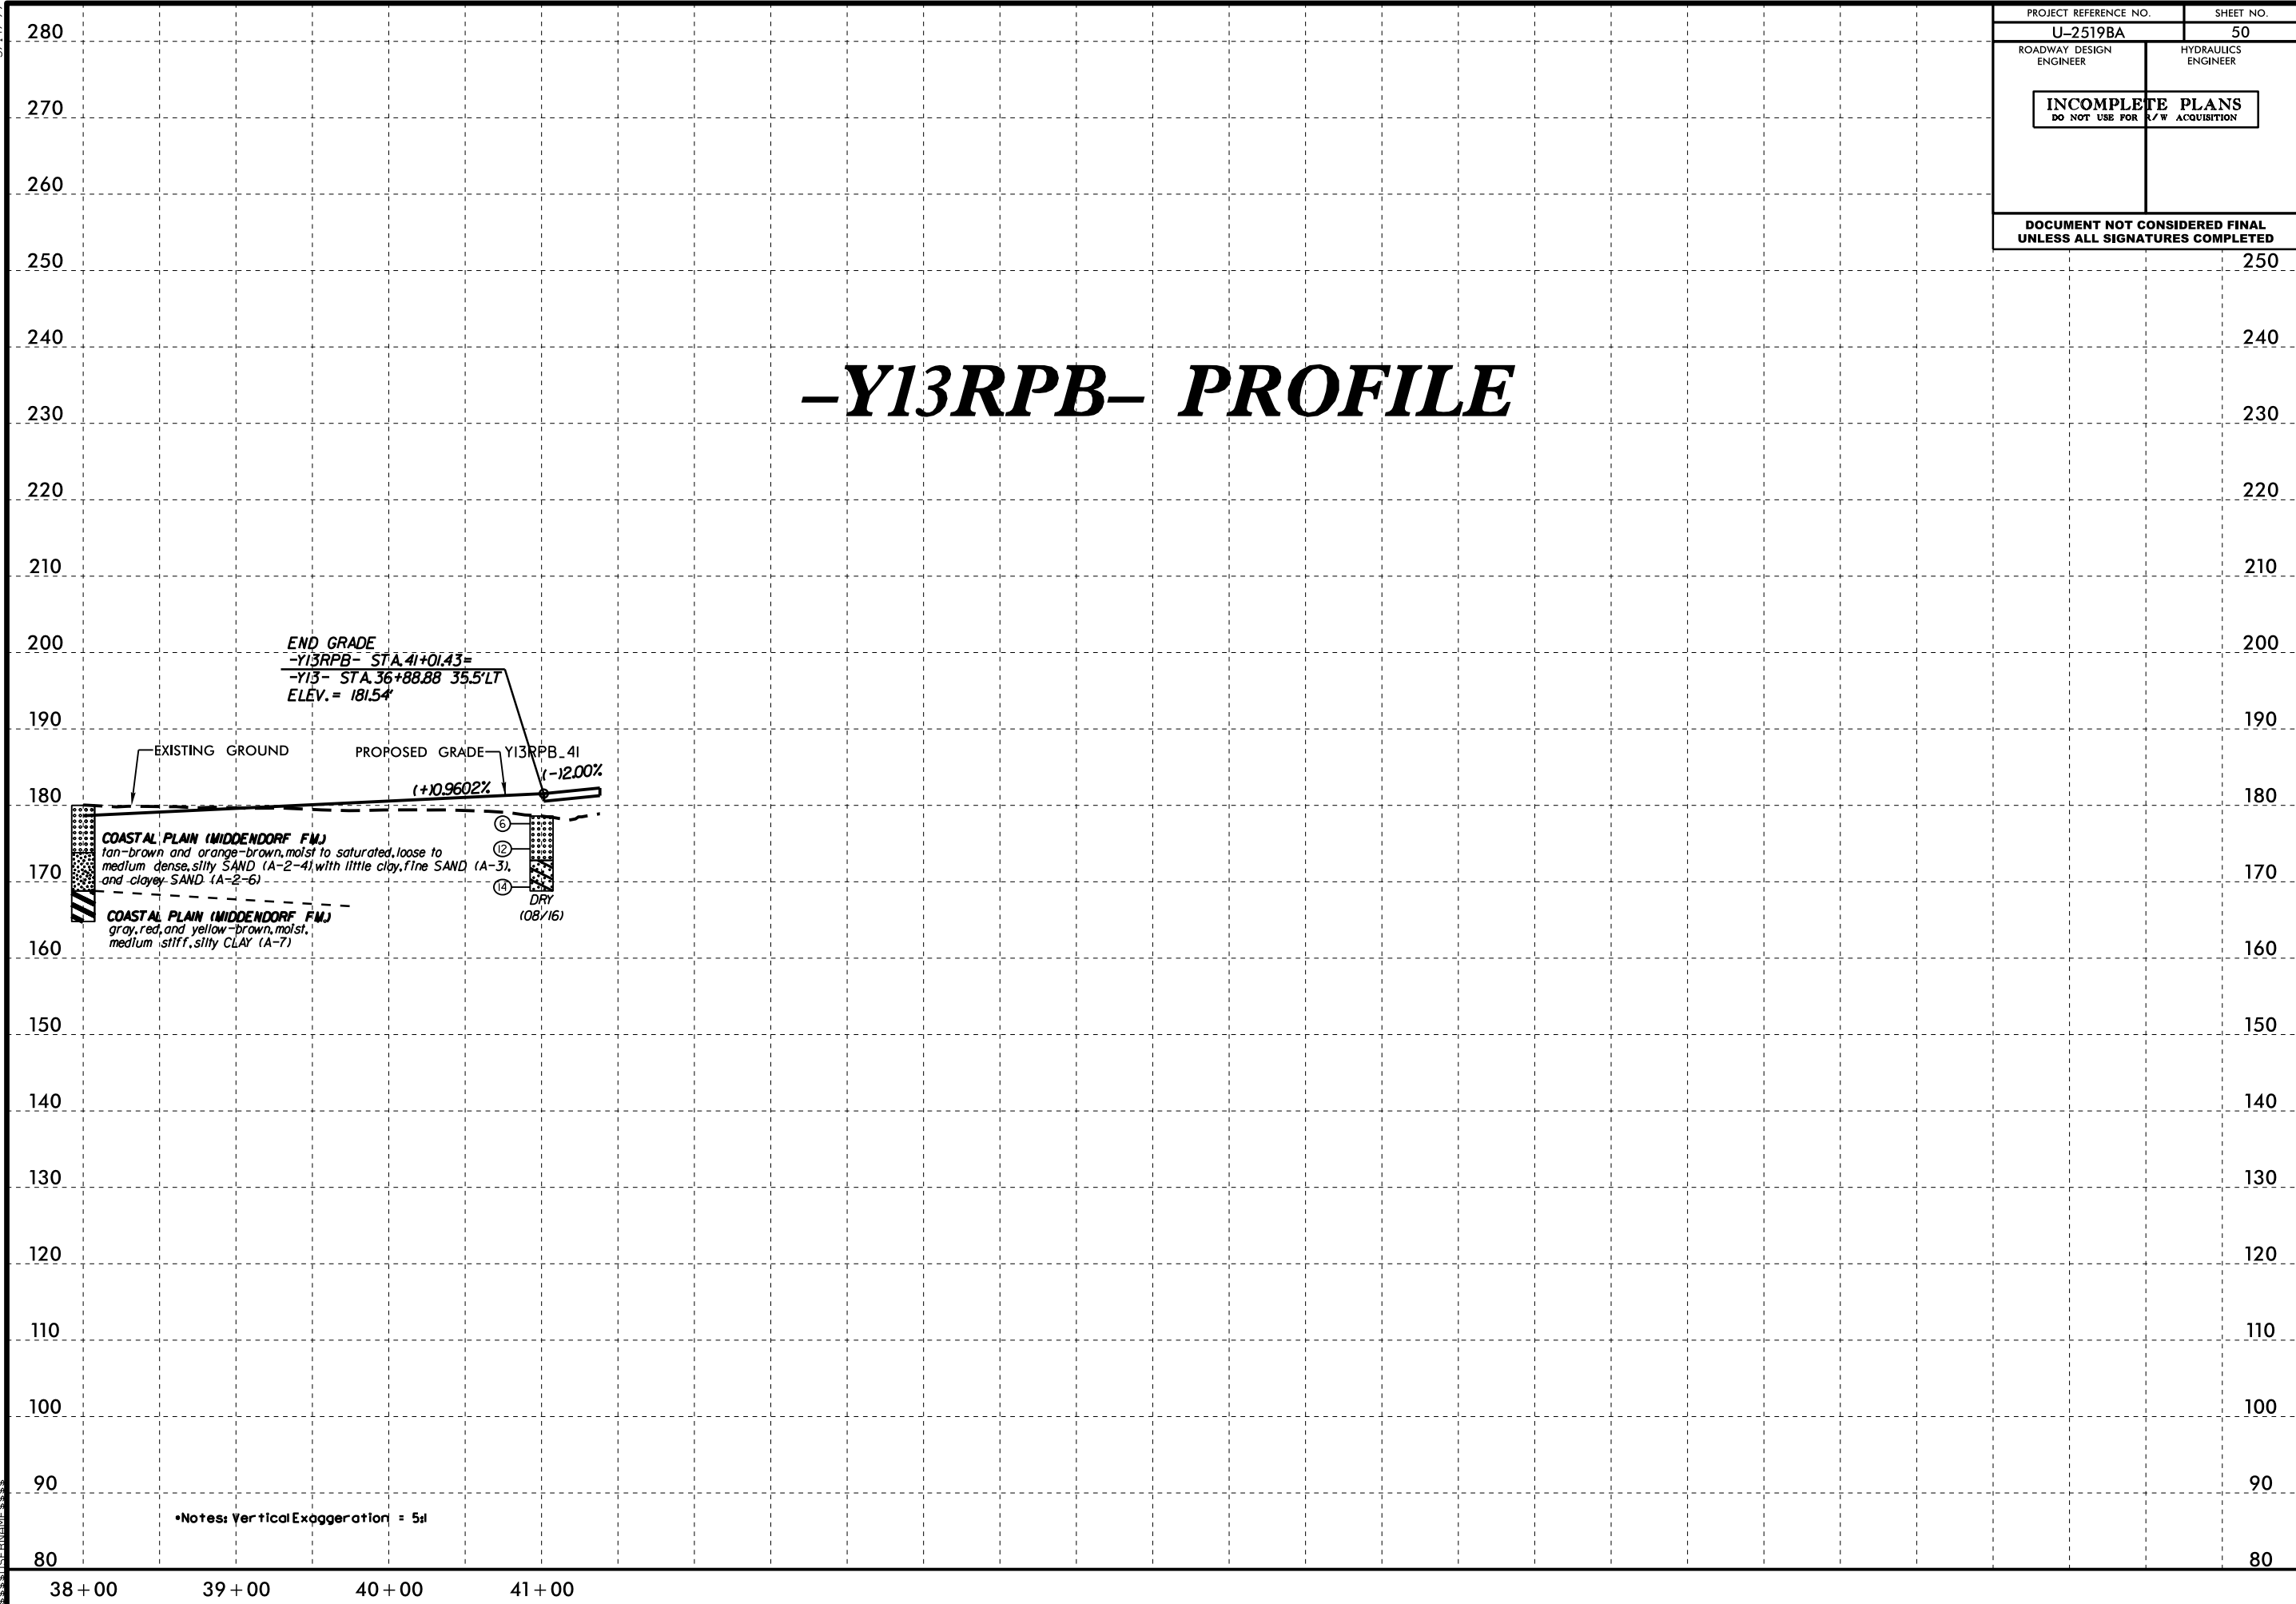 PROJECT REFERENCE NO.
SHEET NO.
U–2519BA
50
ROADWAY DESIGN
ENGINEER
HYDRAULICS
ENGINEER
INCOMPLETE PLANS
DO NOT USE FOR R/W ACQUISITION
DOCUMENT NOT CONSIDERED FINAL
UNLESS ALL SIGNATURES COMPLETED
–Y13RPB– PROFILE
280
270
260
250
250
240
240
230
230
220
220
210
210
200
200
190
190
180
180
170
170
160
160
150
150
140
140
130
130
120
120
110
110
100
100
90
90
80
80
END GRADE
-Y13RPB- STA.41+01.43=
-Y13- STA.36+88.88 35.5'LT
ELEV.= 181.54'
EXISTING GROUND
PROPOSED GRADE
Y13RPB_41
(-)2.00%
(+)0.9602%
COASTAL PLAIN (MIDDENDORF FM.)
tan-brown and orange-brown, moist to saturated, loose to
medium dense, silty SAND (A-2-4) with little clay, fine SAND (A-3),
and clayey SAND (A-2-6)
COASTAL PLAIN (MIDDENDORF FM.)
gray, red, and yellow-brown, moist,
medium stiff, silty CLAY (A-7)
6
12
14
DRY
(08/16)
•Notes: Vertical Exaggeration = 5:1
38+00
39+00
40+00
41+00